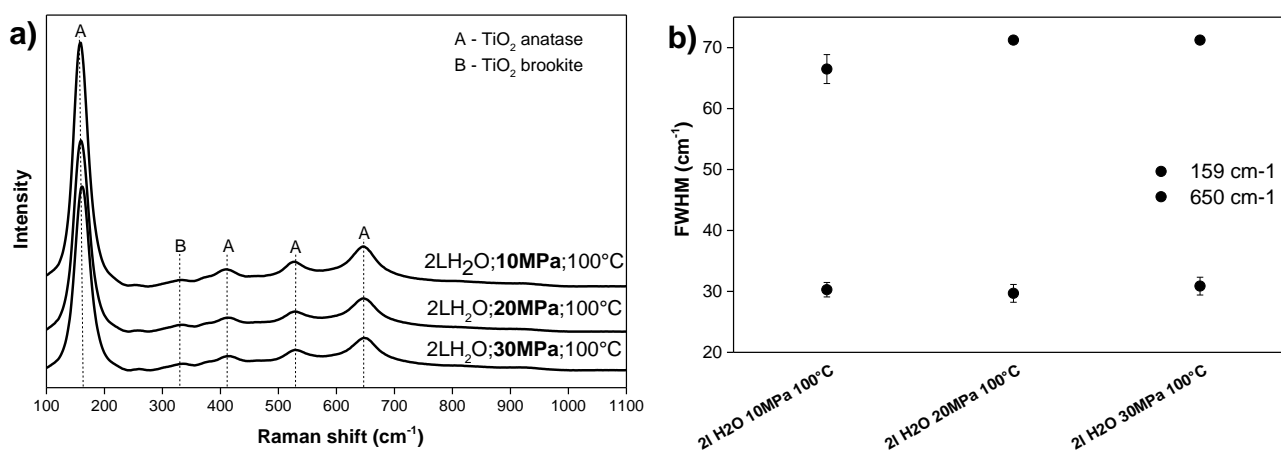 a)
A
A - TiO₂ anatase
B - TiO₂ brookite
Intensity
B
A
A
A
2LH₂O;10MPa;100°C
2LH₂O;20MPa;100°C
2LH₂O;30MPa;100°C
100 200 300 400 500 600 700 800 900 1000 1100
Raman shift (cm⁻¹)
b)
FWHM (cm⁻¹)
70
60
50
40
30
20
159 cm-1
650 cm-1
2l H2O 10MPa 100°C
2l H2O 20MPa 100°C
2l H2O 30MPa 100°C